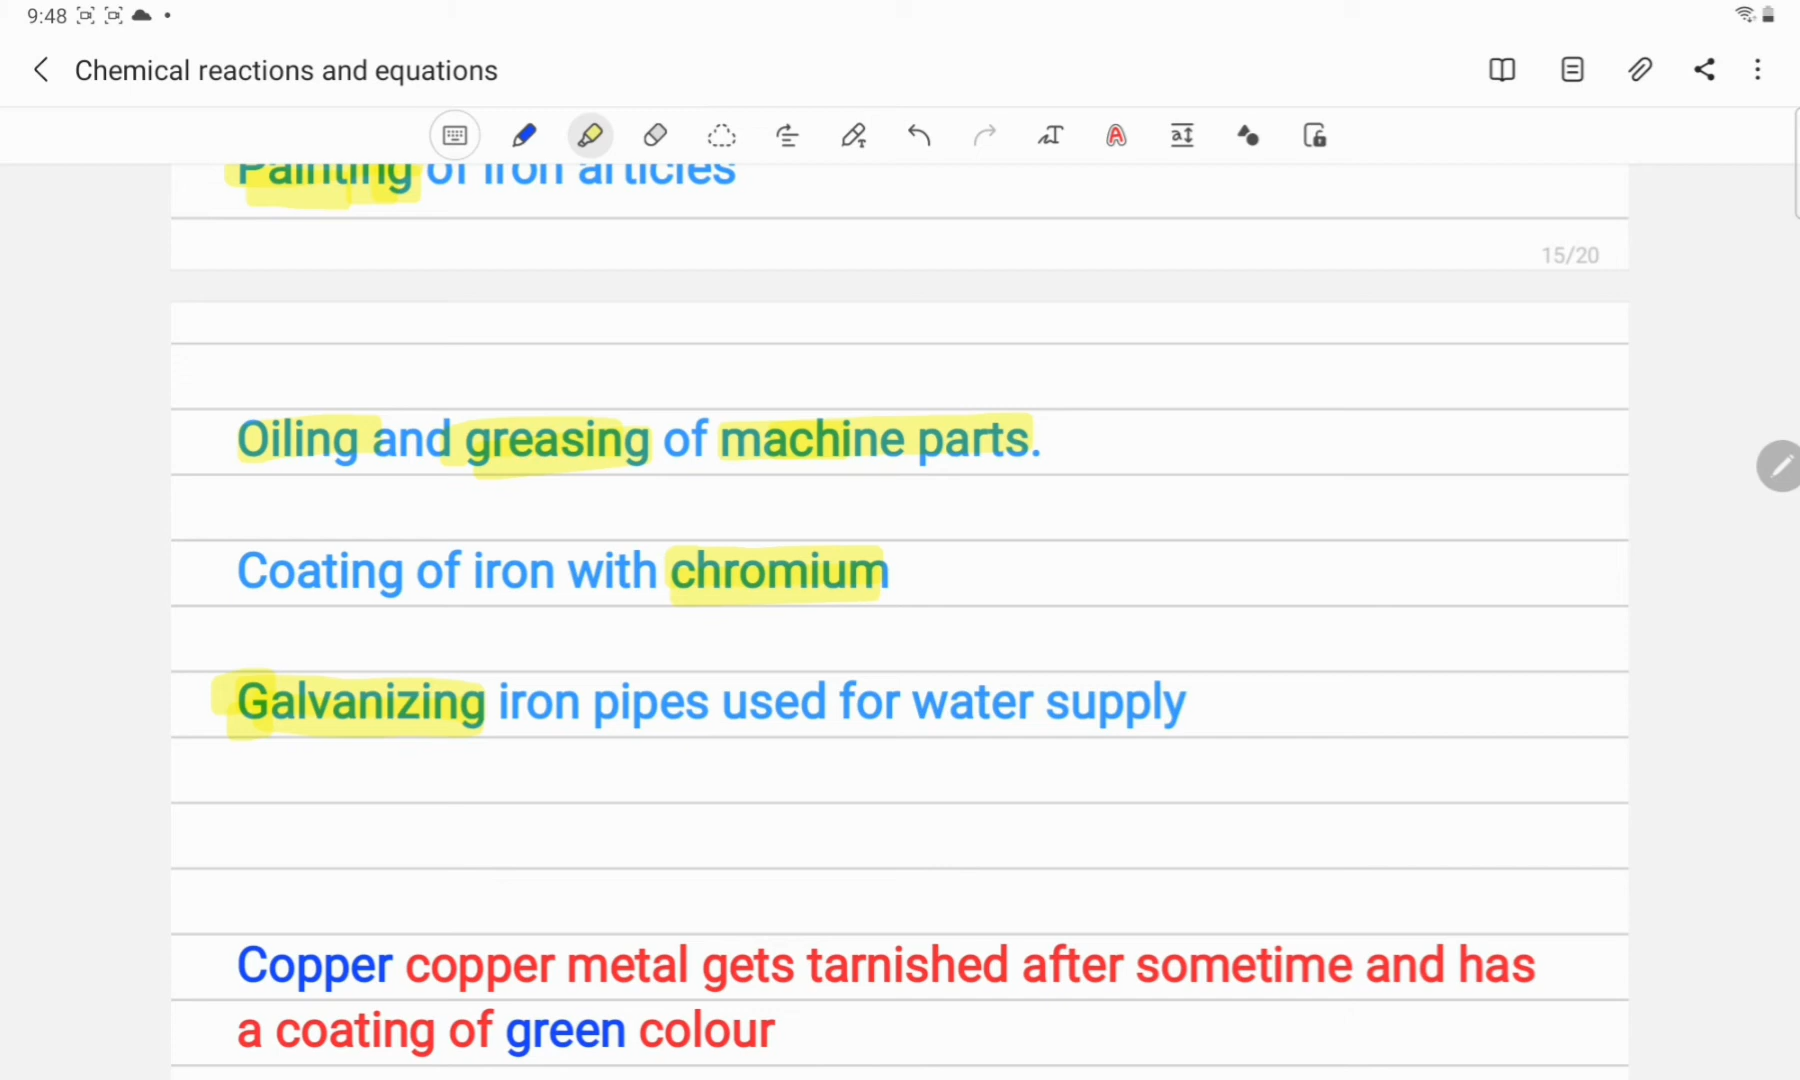 9:48
Chemical reactions and equations
Painting of iron articles
15/20
Oiling and greasing of machine parts.
Coating of iron with chromium
Galvanizing iron pipes used for water supply
Copper copper metal gets tarnished after sometime and has
a coating of green colour